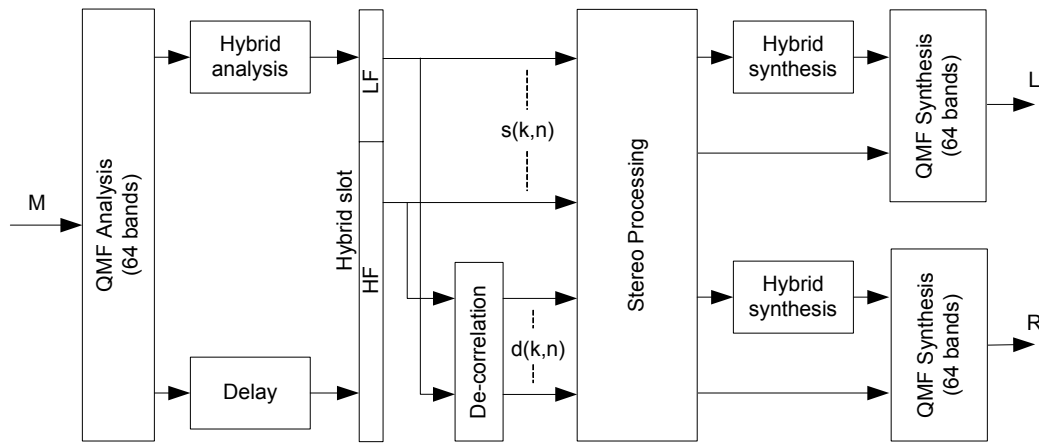 M
QMF Analysis
(64 bands)
Hybrid
analysis
Delay
LF
Hybrid slot
HF
s(k,n)
De-correlation
d(k,n)
Stereo Processing
Hybrid
synthesis
QMF Synthesis
(64 bands)
L
Hybrid
synthesis
QMF Synthesis
(64 bands)
R